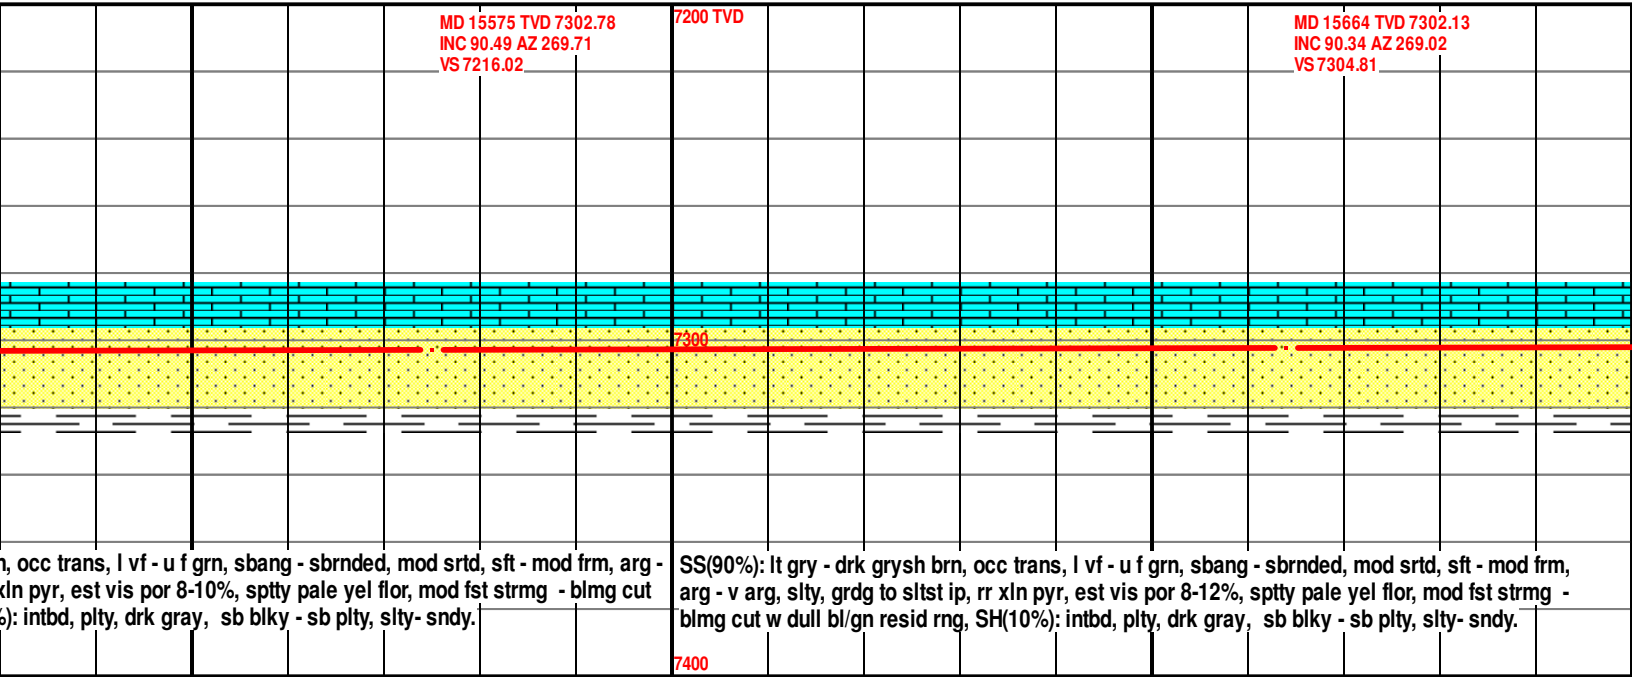 MD 15575 TVD 7302.78
INC 90.49 AZ 269.71
VS 7216.02
7200 TVD
MD 15664 TVD 7302.13
INC 90.34 AZ 269.02
VS 7304.81
7300
, occ trans, l vf - u f grn, sbang - sbrnded, mod srtd, sft - mod frm, arg -
xln pyr, est vis por 8-10%, sptty pale yel flor, mod fst strmg - blmg cut
%): intbd, plty, drk gray, sb blky - sb plty, slty- sndy.
SS(90%): lt gry - drk grysh brn, occ trans, l vf - u f grn, sbang - sbrnded, mod srtd, sft - mod frm,
arg - v arg, slty, grdg to sltst ip, rr xln pyr, est vis por 8-12%, sptty pale yel flor, mod fst strmg -
blmg cut w dull bl/gn resid rng, SH(10%): intbd, plty, drk gray, sb blky - sb plty, slty- sndy.
7400